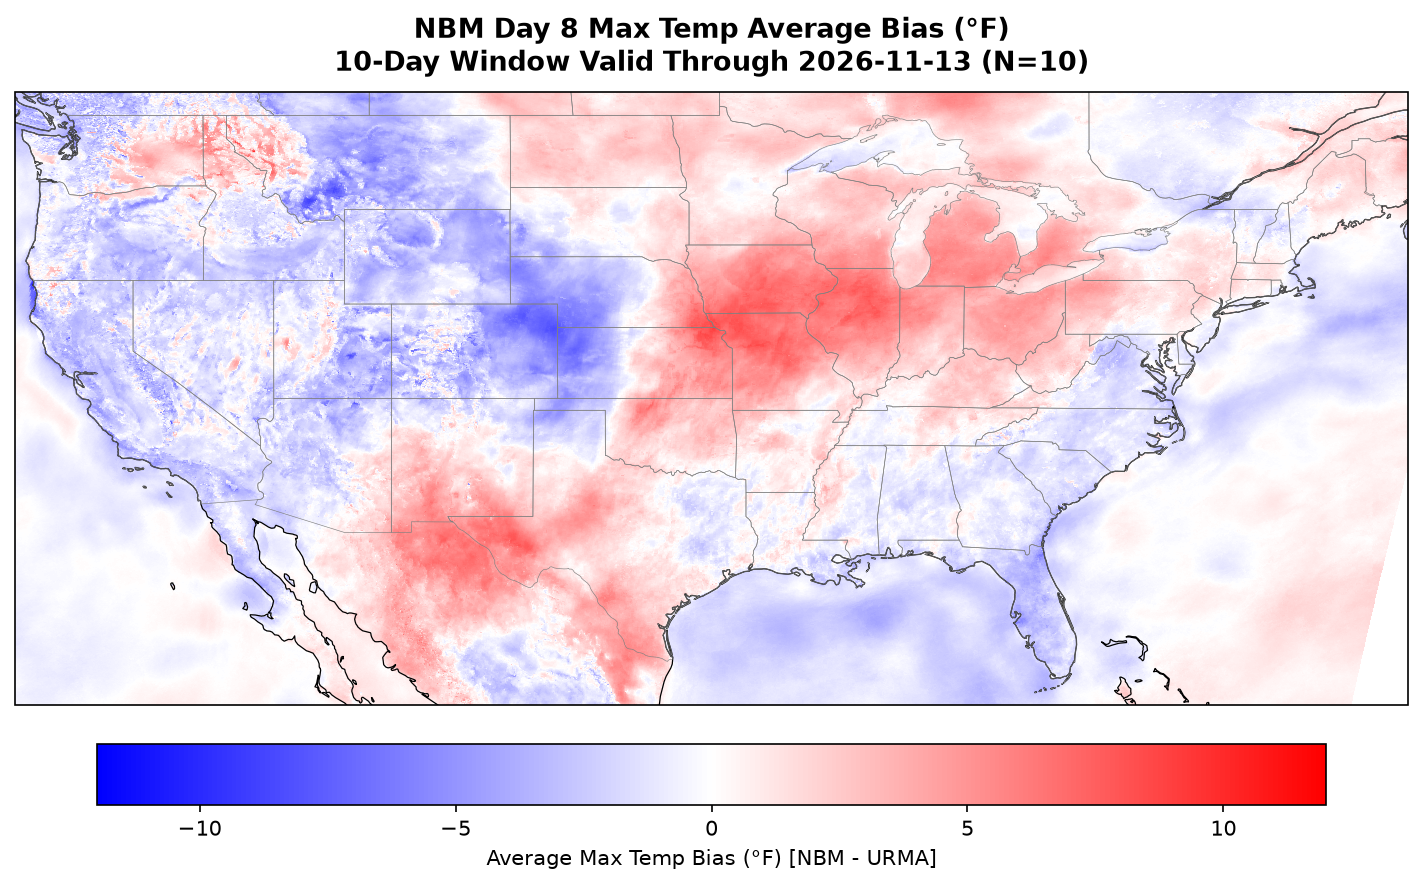 NBM Day 8 Max Temp Average Bias (°F)
10-Day Window Valid Through 2026-11-13 (N=10)
−10 −5 0 5 10
Average Max Temp Bias (°F) [NBM - URMA]